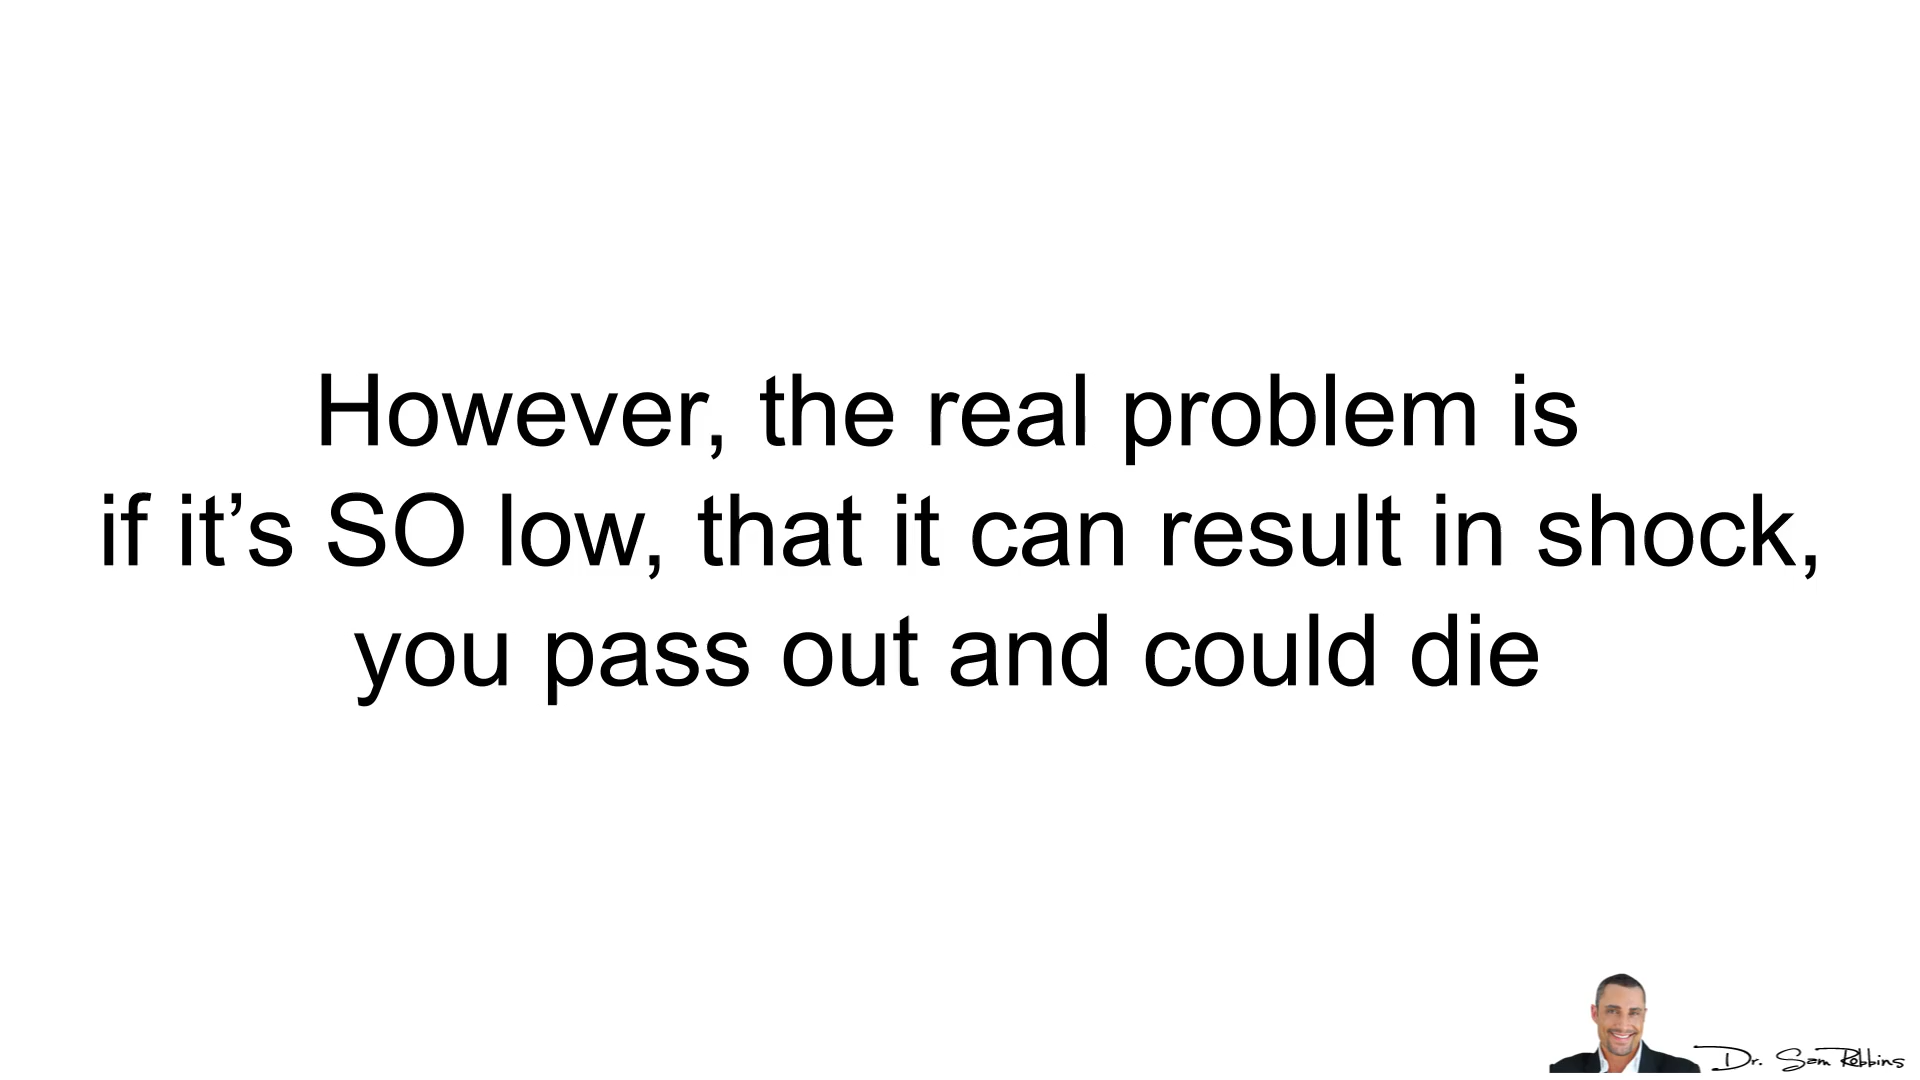 However, the real problem is
if it’s SO low, that it can result in shock,
you pass out and could die
Dr. Sam Robbins